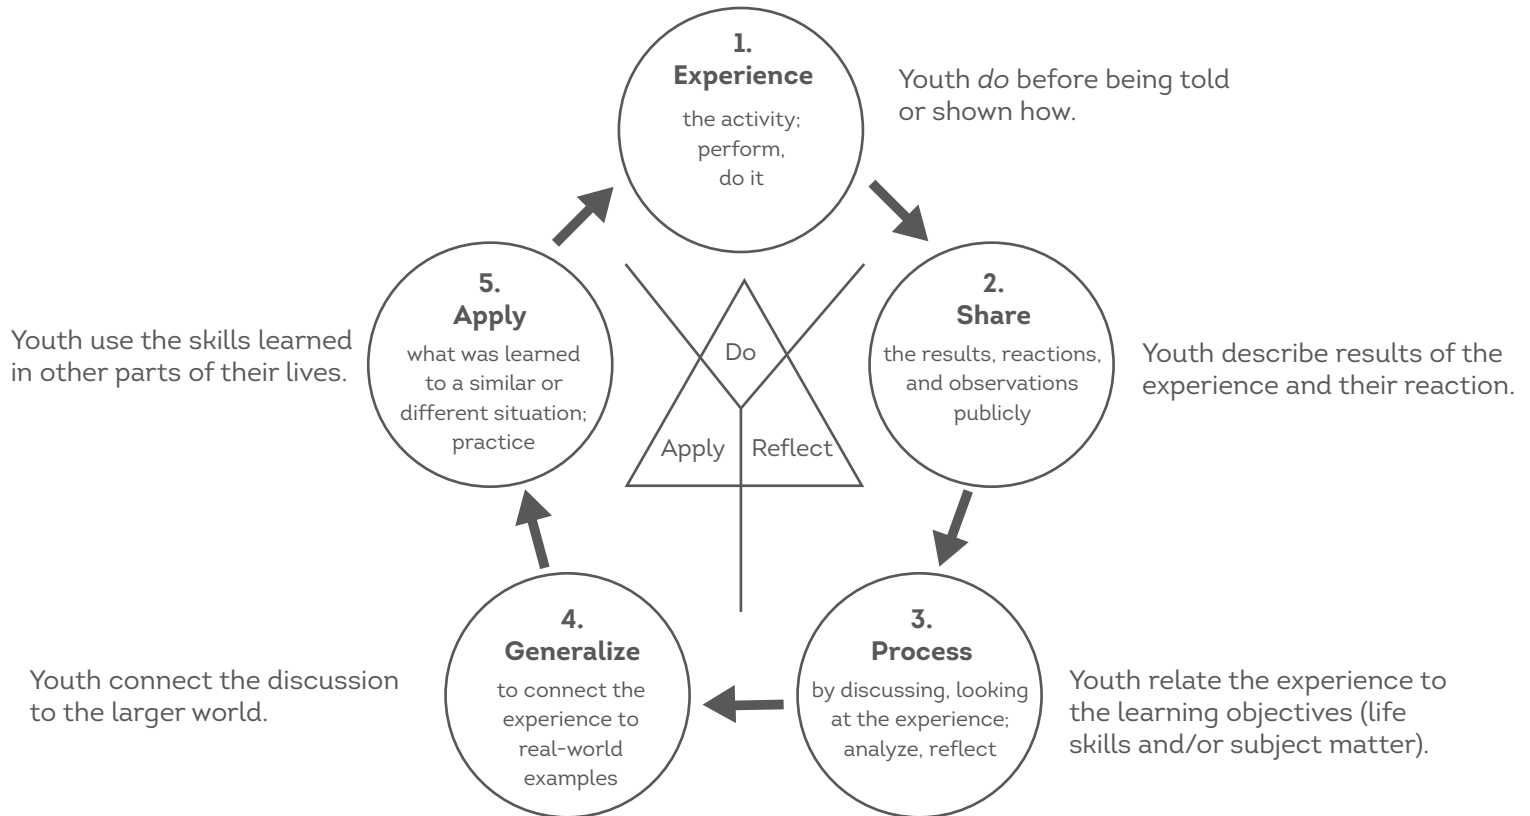 1.
Experience
the activity;
perform,
do it
Youth do before being told
or shown how.
2.
Share
the results, reactions,
and observations
publicly
Youth describe results of the
experience and their reaction.
3.
Process
by discussing, looking
at the experience;
analyze, reflect
Youth relate the experience to
the learning objectives (life
skills and/or subject matter).
4.
Generalize
to connect the
experience to
real-world
examples
Youth connect the discussion
to the larger world.
5.
Apply
what was learned
to a similar or
different situation;
practice
Youth use the skills learned
in other parts of their lives.
Do
Apply
Reflect